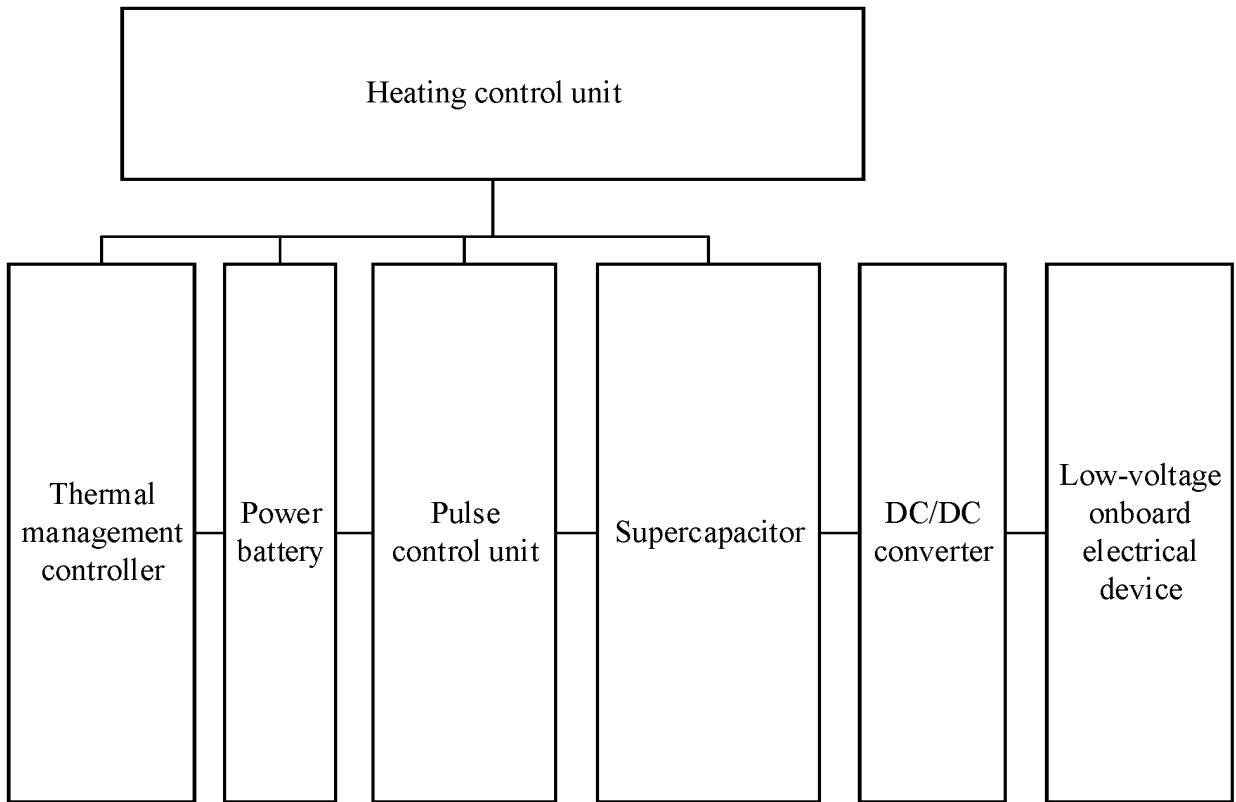 Heating control unit
Thermal
management
controller
Power
battery
Pulse
control unit
Supercapacitor
DC/DC
converter
Low-voltage
onboard
electrical
device